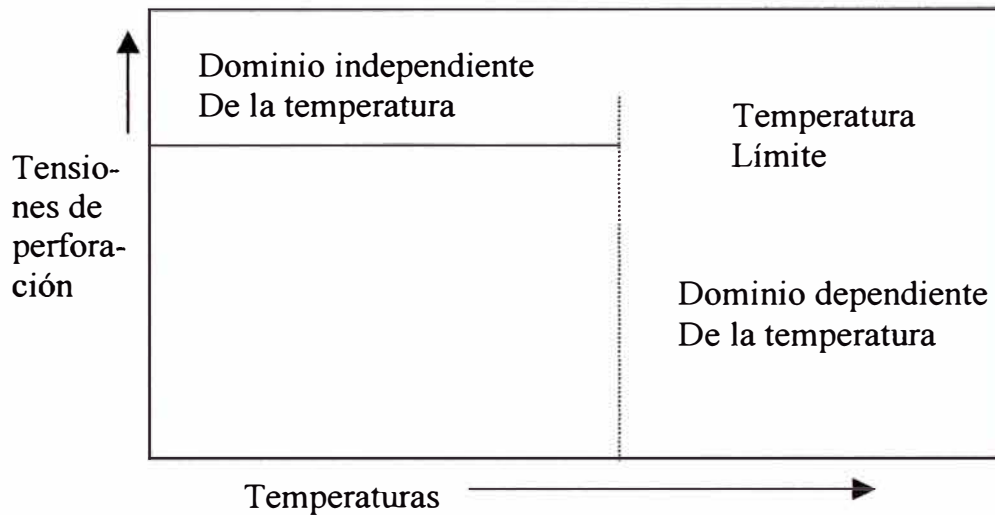 Dominio independiente
De la temperatura
Temperatura
Límite
Tensio-
nes de
perfora-
ción
Dominio dependiente
De la temperatura
Temperaturas